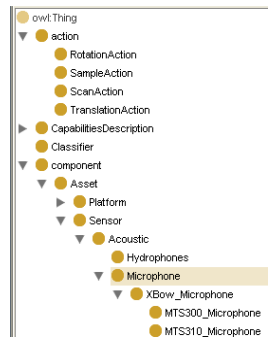 owl:Thing
action
RotationAction
SampleAction
ScanAction
TranslationAction
CapabilitiesDescription
Classifier
component
Asset
Platform
Sensor
Acoustic
Hydrophones
Microphone
XBow_Microphone
MTS300_Microphone
MTS310_Microphone